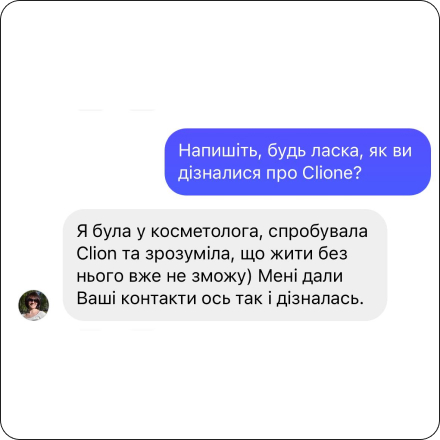 Напишіть, будь ласка, як ви
дізналися про Clione?
Я була у косметолога, спробувала
Clion та зрозуміла, що жити без
нього вже не зможу) Мені дали
Ваші контакти ось так і дізналась.